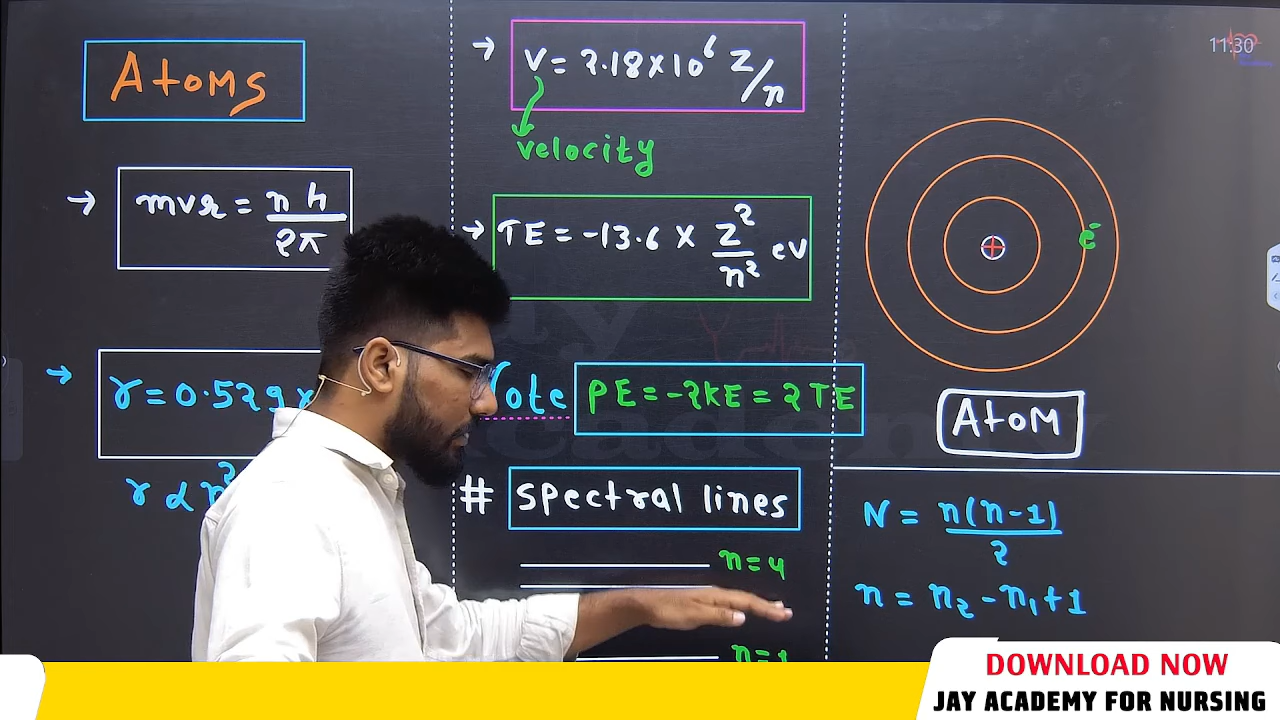 Atoms
→ mvr = nh/2π
→ r = 0.529 x
r ∝ n²
→ v = 2.18 × 10⁶ Z/n
velocity
→ TE = -13.6 × Z²/n² eV
Note PE = -2KE = 2TE
# Spectral lines
n = 4
n = 1
11:30
e⁻
+
Atom
N = n(n-1)/2
n = n₂ - n₁ + 1
DOWNLOAD NOW
JAY ACADEMY FOR NURSING